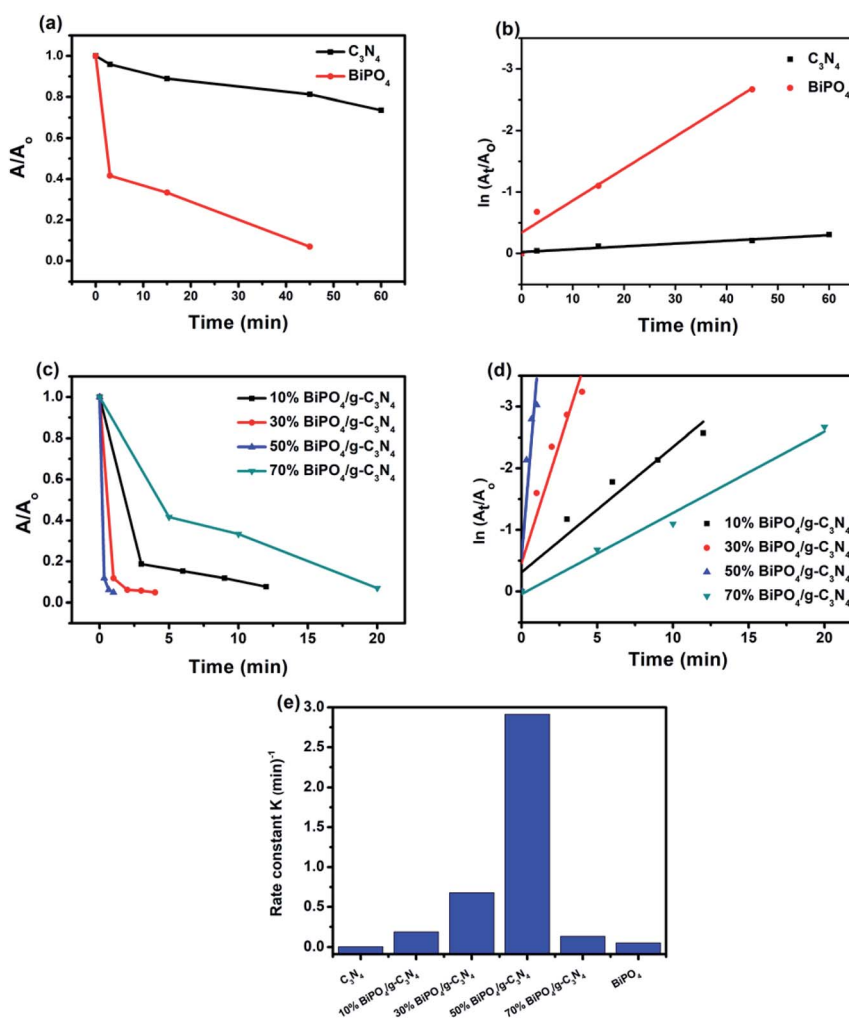 (a)
C₃N₄
BiPO₄
1.0
0.8
0.6
0.4
0.2
0.0
A/Aₒ
0 10 20 30 40 50 60
Time (min)
(b)
C₃N₄
BiPO₄
-3
-2
-1
0
ln (Aₜ/Aₒ)
0 10 20 30 40 50 60
Time (min)
(c)
10% BiPO₄/g-C₃N₄
30% BiPO₄/g-C₃N₄
50% BiPO₄/g-C₃N₄
70% BiPO₄/g-C₃N₄
1.0
0.8
0.6
0.4
0.2
0.0
A/Aₒ
0 5 10 15 20
Time (min)
(d)
-3
-2
-1
0
ln (Aₜ/Aₒ)
10% BiPO₄/g-C₃N₄
30% BiPO₄/g-C₃N₄
50% BiPO₄/g-C₃N₄
70% BiPO₄/g-C₃N₄
0 5 10 15 20
Time (min)
(e)
3.0
2.5
2.0
1.5
1.0
0.5
0.0
Rate constant K (min)⁻¹
C₃N₄
10% BiPO₄/g-C₃N₄
30% BiPO₄/g-C₃N₄
50% BiPO₄/g-C₃N₄
70% BiPO₄/g-C₃N₄
BiPO₄